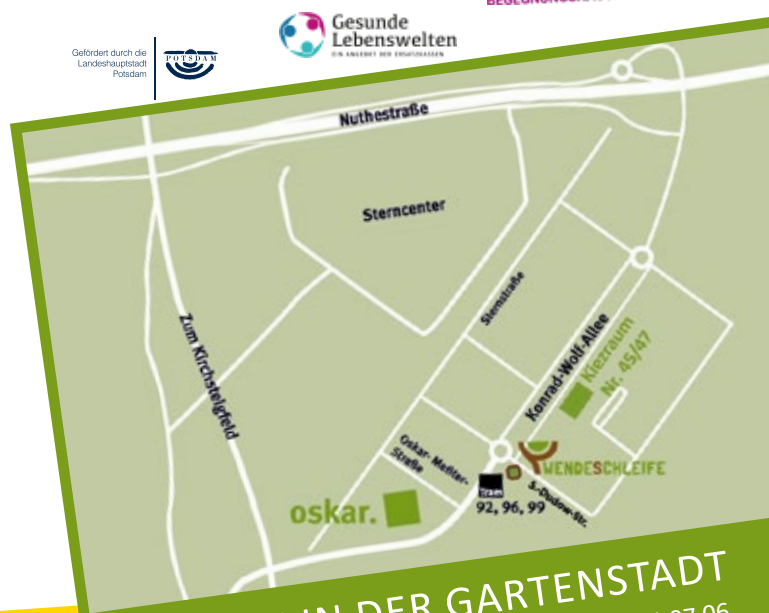 Gefördert durch die
Landeshauptstadt
Potsdam
POTSDAM
Gesunde
Lebenswelten
EIN ANGEBOT DER ERSATZKASSEN
Nuthestraße
Sterncenter
Sternstraße
Zum Kirchsteigfeld
Konrad-Wolf-Allee
Kiezraum
Nr. 45/47
Oskar-Meßter-
Straße
WENDESCHLEIFE
Tram
92, 96, 99
S.-Dudow-Str.
oskar.
IN DER GARTENSTADT
07 06